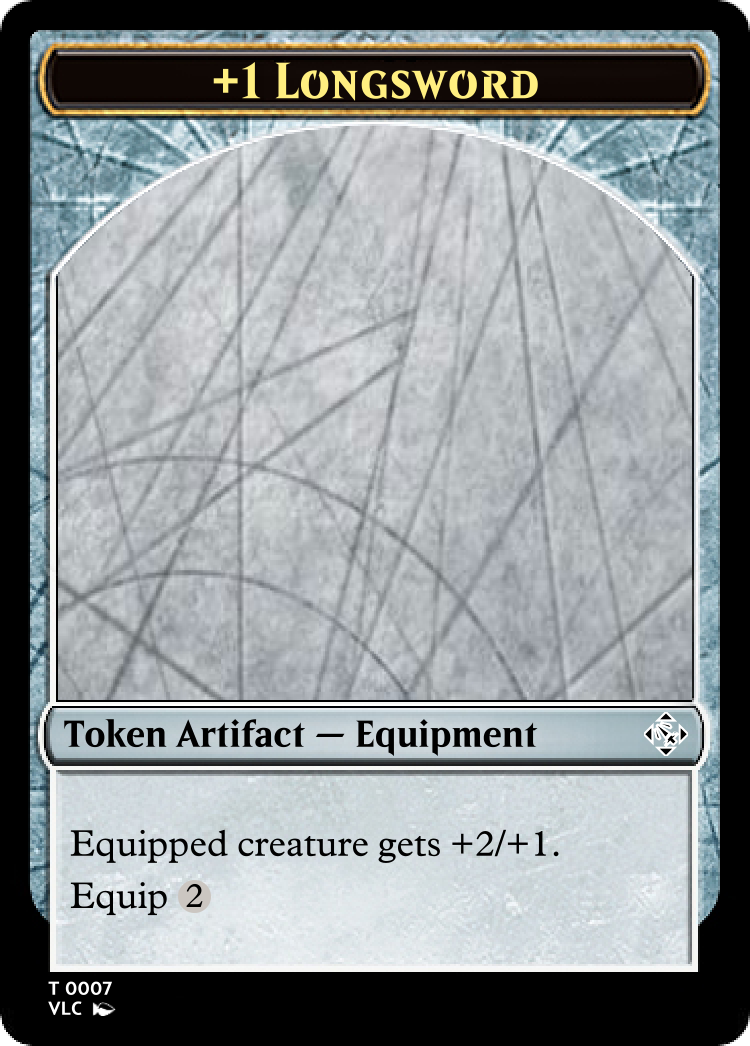 +1 Longsword
Token Artifact — Equipment
Equipped creature gets +2/+1.
Equip 2
T 0007
VLC